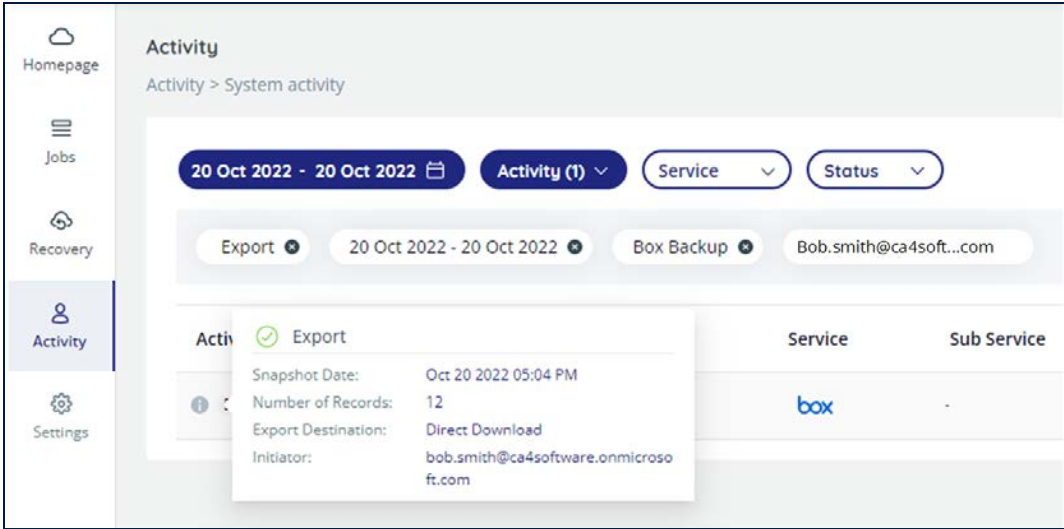 Homepage
Jobs
Recovery
Activity
Settings
Activity
Activity > System activity
20 Oct 2022 - 20 Oct 2022
Activity (1)
Service
Status
Export
20 Oct 2022 - 20 Oct 2022
Box Backup
Bob.smith@ca4soft...com
Activ
Service
Sub Service
Export
Snapshot Date: Oct 20 2022 05:04 PM
Number of Records: 12
Export Destination: Direct Download
Initiator: bob.smith@ca4software.onmicroso
ft.com
box
-